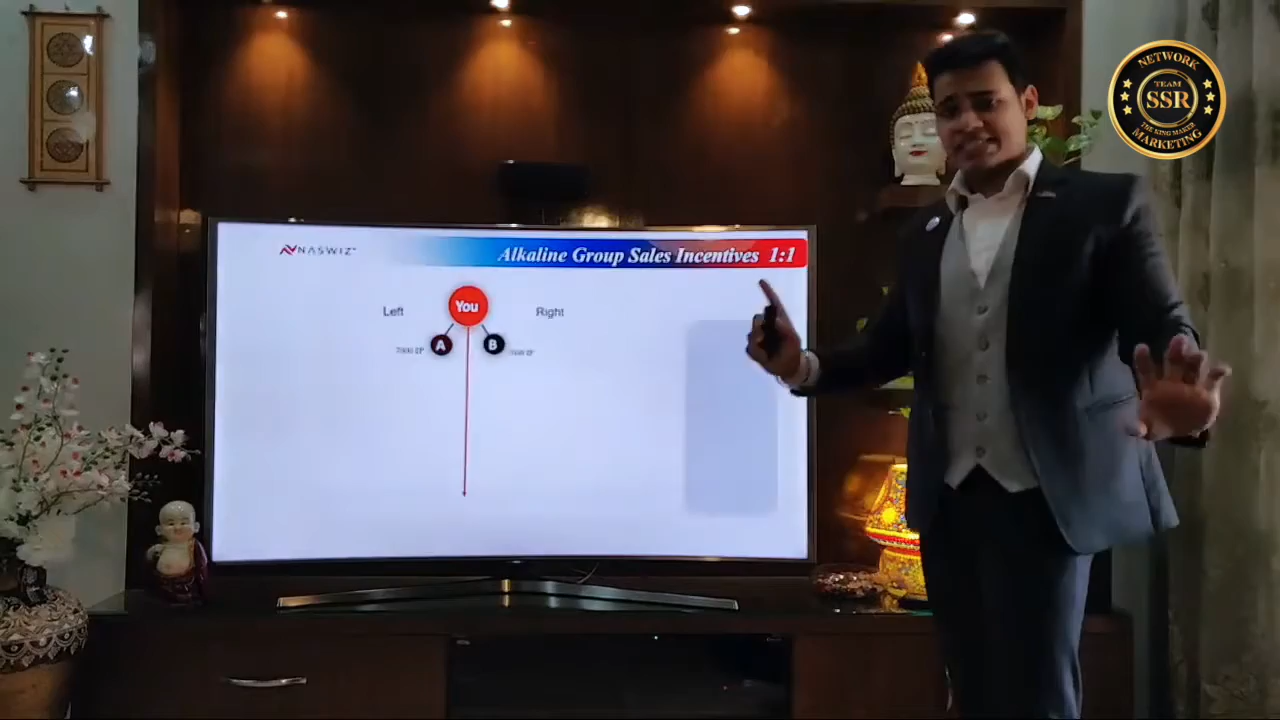 NETWORK
TEAM
SSR
THE KING MAKER
MARKETING
NASWIZ
Alkaline Group Sales Incentives 1:1
You
Left
Right
A
B